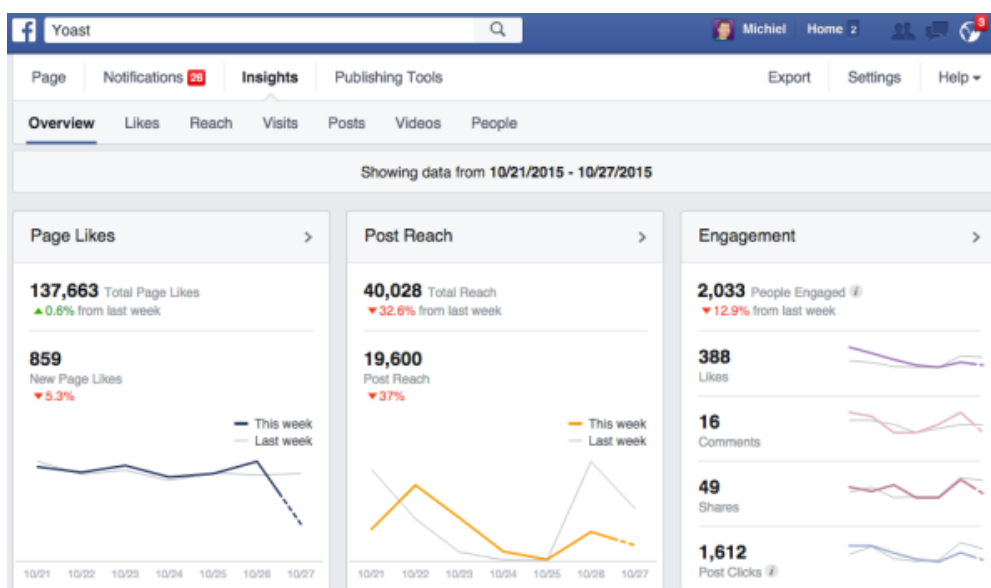 f Yoast Michiel Home 2 3
Page Notifications 26 Insights Publishing Tools Export Settings Help
Overview Likes Reach Visits Posts Videos People
Showing data from 10/21/2015 - 10/27/2015
Page Likes
137,663 Total Page Likes
0.6% from last week
859
New Page Likes
5.3%
This week
Last week
10/21 10/22 10/23 10/24 10/25 10/26 10/27
Post Reach
40,028 Total Reach
32.6% from last week
19,600
Post Reach
37%
This week
Last week
10/21 10/22 10/23 10/24 10/25 10/26 10/27
Engagement
2,033 People Engaged i
12.9% from last week
388
Likes
16
Comments
49
Shares
1,612
Post Clicks i